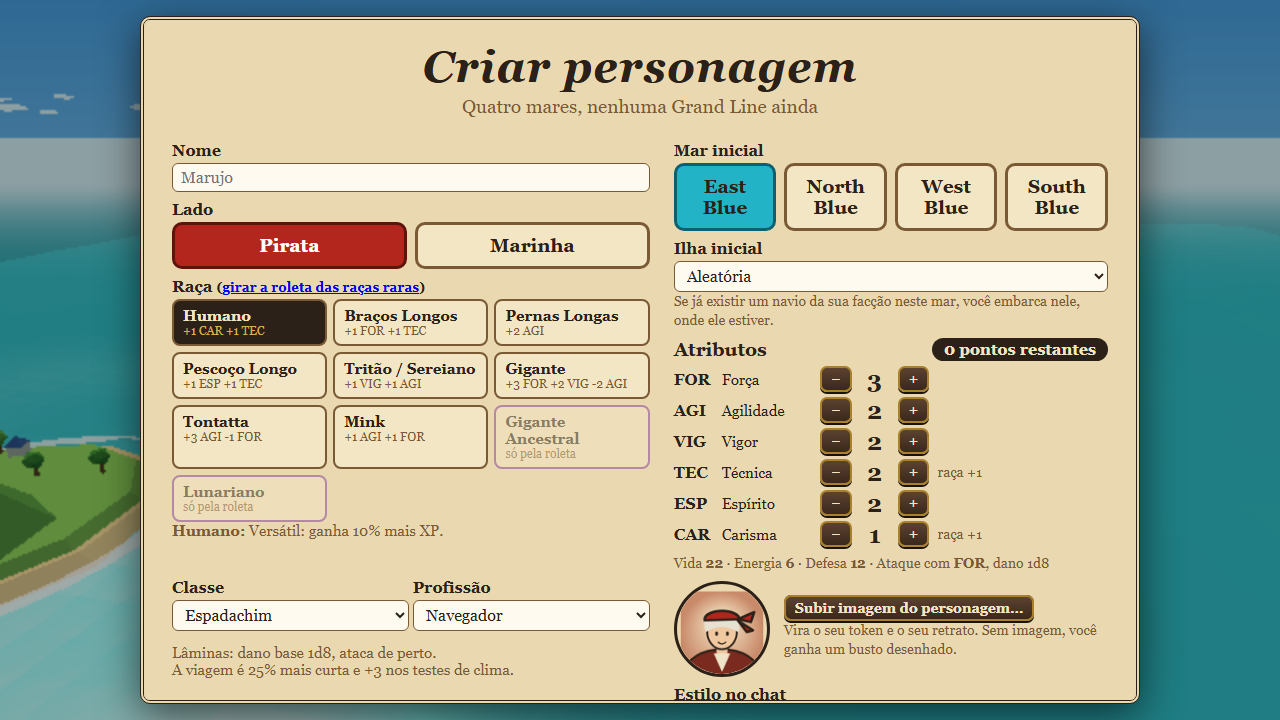 Criar personagem
Quatro mares, nenhuma Grand Line ainda
Nome
Marujo
Lado
Pirata
Marinha
Raça (girar a roleta das raças raras)
Humano
+1 CAR +1 TEC
Braços Longos
+1 FOR +1 TEC
Pernas Longas
+2 AGI
Pescoço Longo
+1 ESP +1 TEC
Tritão / Sereiano
+1 VIG +1 AGI
Gigante
+3 FOR +2 VIG -2 AGI
Tontatta
+3 AGI -1 FOR
Mink
+1 AGI +1 FOR
Gigante
Ancestral
só pela roleta
Lunariano
só pela roleta
Humano: Versátil: ganha 10% mais XP.
Classe
Espadachim
Profissão
Navegador
Lâminas: dano base 1d8, ataca de perto.
A viagem é 25% mais curta e +3 nos testes de clima.
Mar inicial
East
Blue
North
Blue
West
Blue
South
Blue
Ilha inicial
Aleatória
Se já existir um navio da sua facção neste mar, você embarca nele,
onde ele estiver.
Atributos
0 pontos restantes
FOR Força − 3 +
AGI Agilidade − 2 +
VIG Vigor − 2 +
TEC Técnica − 2 + raça +1
ESP Espírito − 2 +
CAR Carisma − 1 + raça +1
Vida 22 · Energia 6 · Defesa 12 · Ataque com FOR, dano 1d8
Subir imagem do personagem...
Vira o seu token e o seu retrato. Sem imagem, você
ganha um busto desenhado.
Estilo no chat